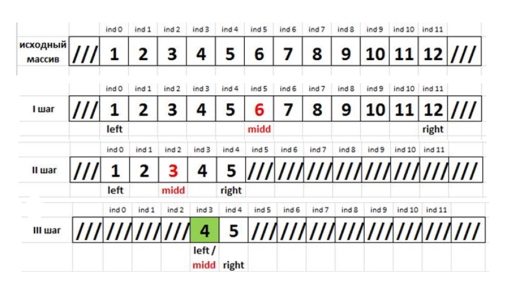 ind 0 ind 1 ind 2 ind 3 ind 4 ind 5 ind 6 ind 7 ind 8 ind 9 ind 10 ind 11
исходный массив /// 1 2 3 4 5 6 7 8 9 10 11 12 ///
ind 0 ind 1 ind 2 ind 3 ind 4 ind 5 ind 6 ind 7 ind 8 ind 9 ind 10 ind 11
I шаг /// 1 2 3 4 5 6 7 8 9 10 11 12 ///
left midd right
ind 0 ind 1 ind 2 ind 3 ind 4 ind 5 ind 6 ind 7 ind 8 ind 9 ind 10 ind 11
II шаг /// 1 2 3 4 5 /// /// /// /// /// /// /// ///
left midd right
ind 0 ind 1 ind 2 ind 3 ind 4 ind 5 ind 6 ind 7 ind 8 ind 9 ind 10 ind 11
III шаг /// /// /// /// 4 5 /// /// /// /// /// /// /// ///
left /
midd right